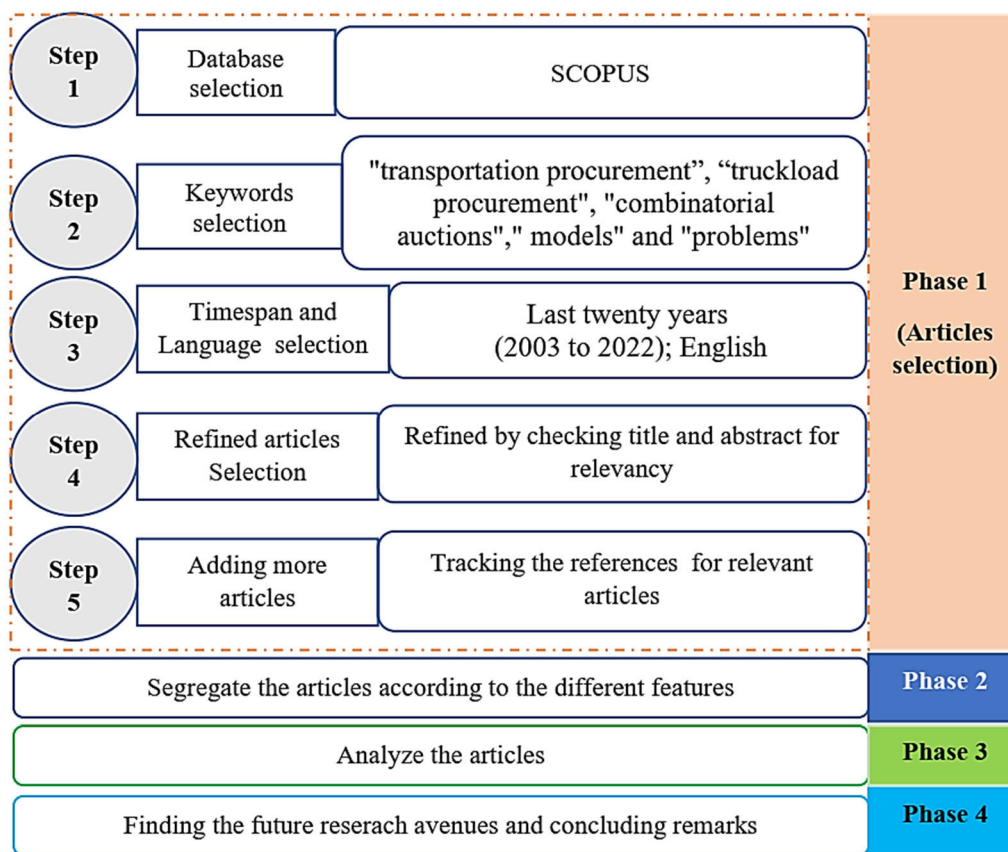 Step
1
Database
selection
SCOPUS
Step
2
Keywords
selection
"transportation procurement”, “truckload
procurement", "combinatorial
auctions"," models" and "problems"
Step
3
Timespan and
Language selection
Last twenty years
(2003 to 2022); English
Step
4
Refined articles
Selection
Refined by checking title and abstract for
relevancy
Step
5
Adding more
articles
Tracking the references for relevant
articles
Phase 1
(Articles
selection)
Segregate the articles according to the different features
Phase 2
Analyze the articles
Phase 3
Finding the future reserach avenues and concluding remarks
Phase 4